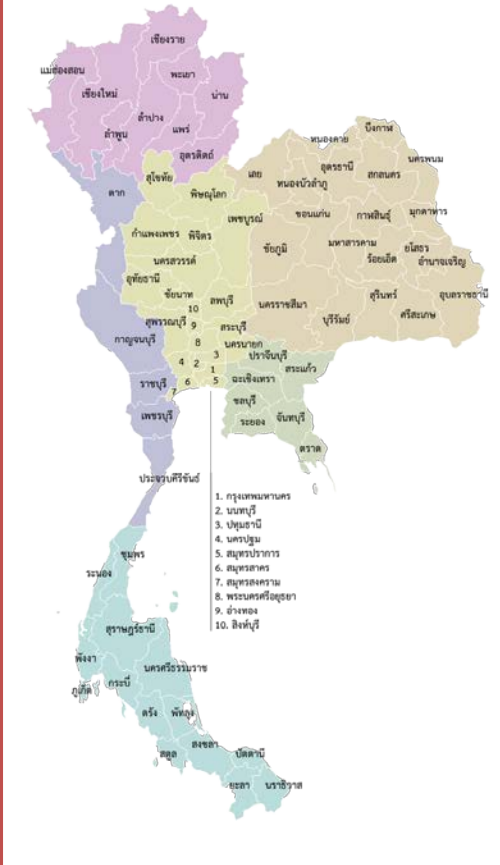 เชียงราย
แม่ฮ่องสอน
พะเยา
เชียงใหม่
น่าน
ลำปาง
ลำพูน
แพร่
อุตรดิตถ์
บึงกาฬ
หนองคาย
นครพนม
สุโขทัย
เลย
อุดรธานี
สกลนคร
ตาก
พิษณุโลก
หนองบัวลำภู
เพชบูรณ์
ขอนแก่น
กาฬสินธุ์
มุกดาหาร
กำแพงเพชร
พิจิตร
ชัยภูมิ
มหาสารคาม
ยโสธร
ร้อยเอ็ด
อำนาจเจริญ
นครสวรรค์
อุทัยธานี
ชัยนาท
ลพบุรี
นครราชสีมา
สุรินทร์
อุบลราชธานี
10
สุพรรณบุรี
9
สระบุรี
บุรีรัมย์
ศรีสะเกษ
กาญจนบุรี
8
นครนายก
4
2
3
ปราจีนบุรี
สระแก้ว
1
ราชบุรี
6
5
ฉะเชิงเทรา
7
ชลบุรี
เพชรบุรี
ระยอง
จันทบุรี
ตราด
ประจวบคีรีขันธ์
1. กรุงเทพมหานคร
2. นนทบุรี
3. ปทุมธานี
4. นครปฐม
5. สมุทรปราการ
6. สมุทรสาคร
7. สมุทรสงคราม
8. พระนครศรีอยุธยา
9. อ่างทอง
10. สิงห์บุรี
ชุมพร
ระนอง
สุราษฎร์ธานี
พังงา
นครศรีธรรมราช
ภูเก็ต
กระบี่
ตรัง
พัทลุง
สงขลา
สตูล
ปัตตานี
ยะลา
นราธิวาส